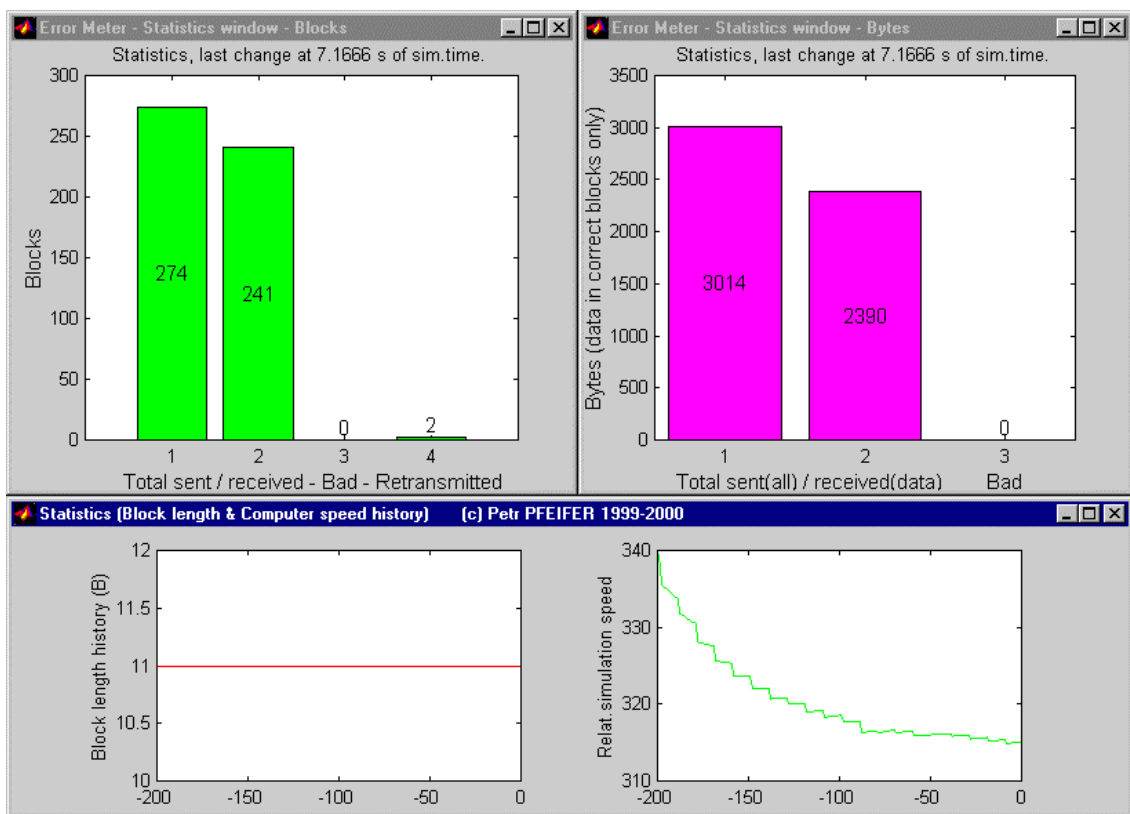 Error Meter - Statistics window - Blocks
Statistics, last change at 7.1666 s of sim.time.
300
250
200
150
100
50
0
Blocks
274
241
0
2
1 2 3 4
Total sent / received - Bad - Retransmitted
Error Meter - Statistics window - Bytes
Statistics, last change at 7.1666 s of sim.time.
3500
3000
2500
2000
1500
1000
500
0
Bytes (data in correct blocks only)
3014
2390
0
1 2 3
Total sent(all) / received(data) Bad
Statistics (Block length & Computer speed history) (c) Petr PFEIFER 1999-2000
12
11.5
11
10.5
10
Block length history (B)
-200 -150 -100 -50 0
340
330
320
310
Relat.simulation speed
-200 -150 -100 -50 0